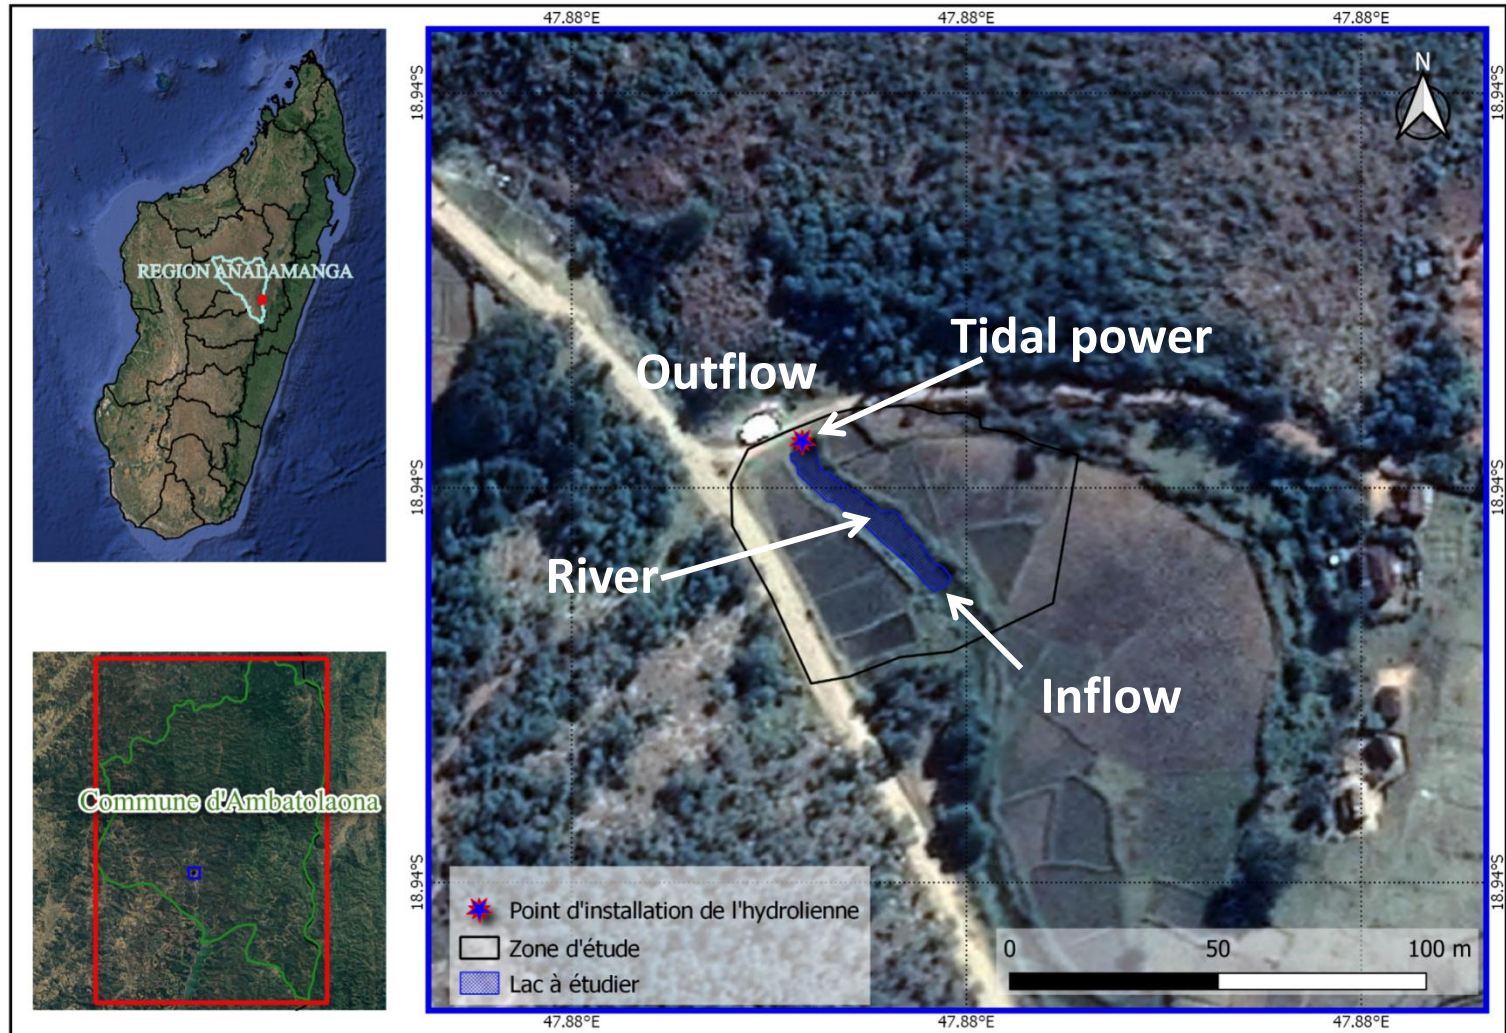 47.88°E
47.88°E
47.88°E
18.94°S
18.94°S
N
REGION ANALAMANGA
Tidal power
Outflow
18.94°S
18.94°S
River
Inflow
Commune d'Ambatolaona
18.94°S
18.94°S
Point d'installation de l'hydrolienne
Zone d'étude
Lac à étudier
0 50 100 m
47.88°E
47.88°E
47.88°E